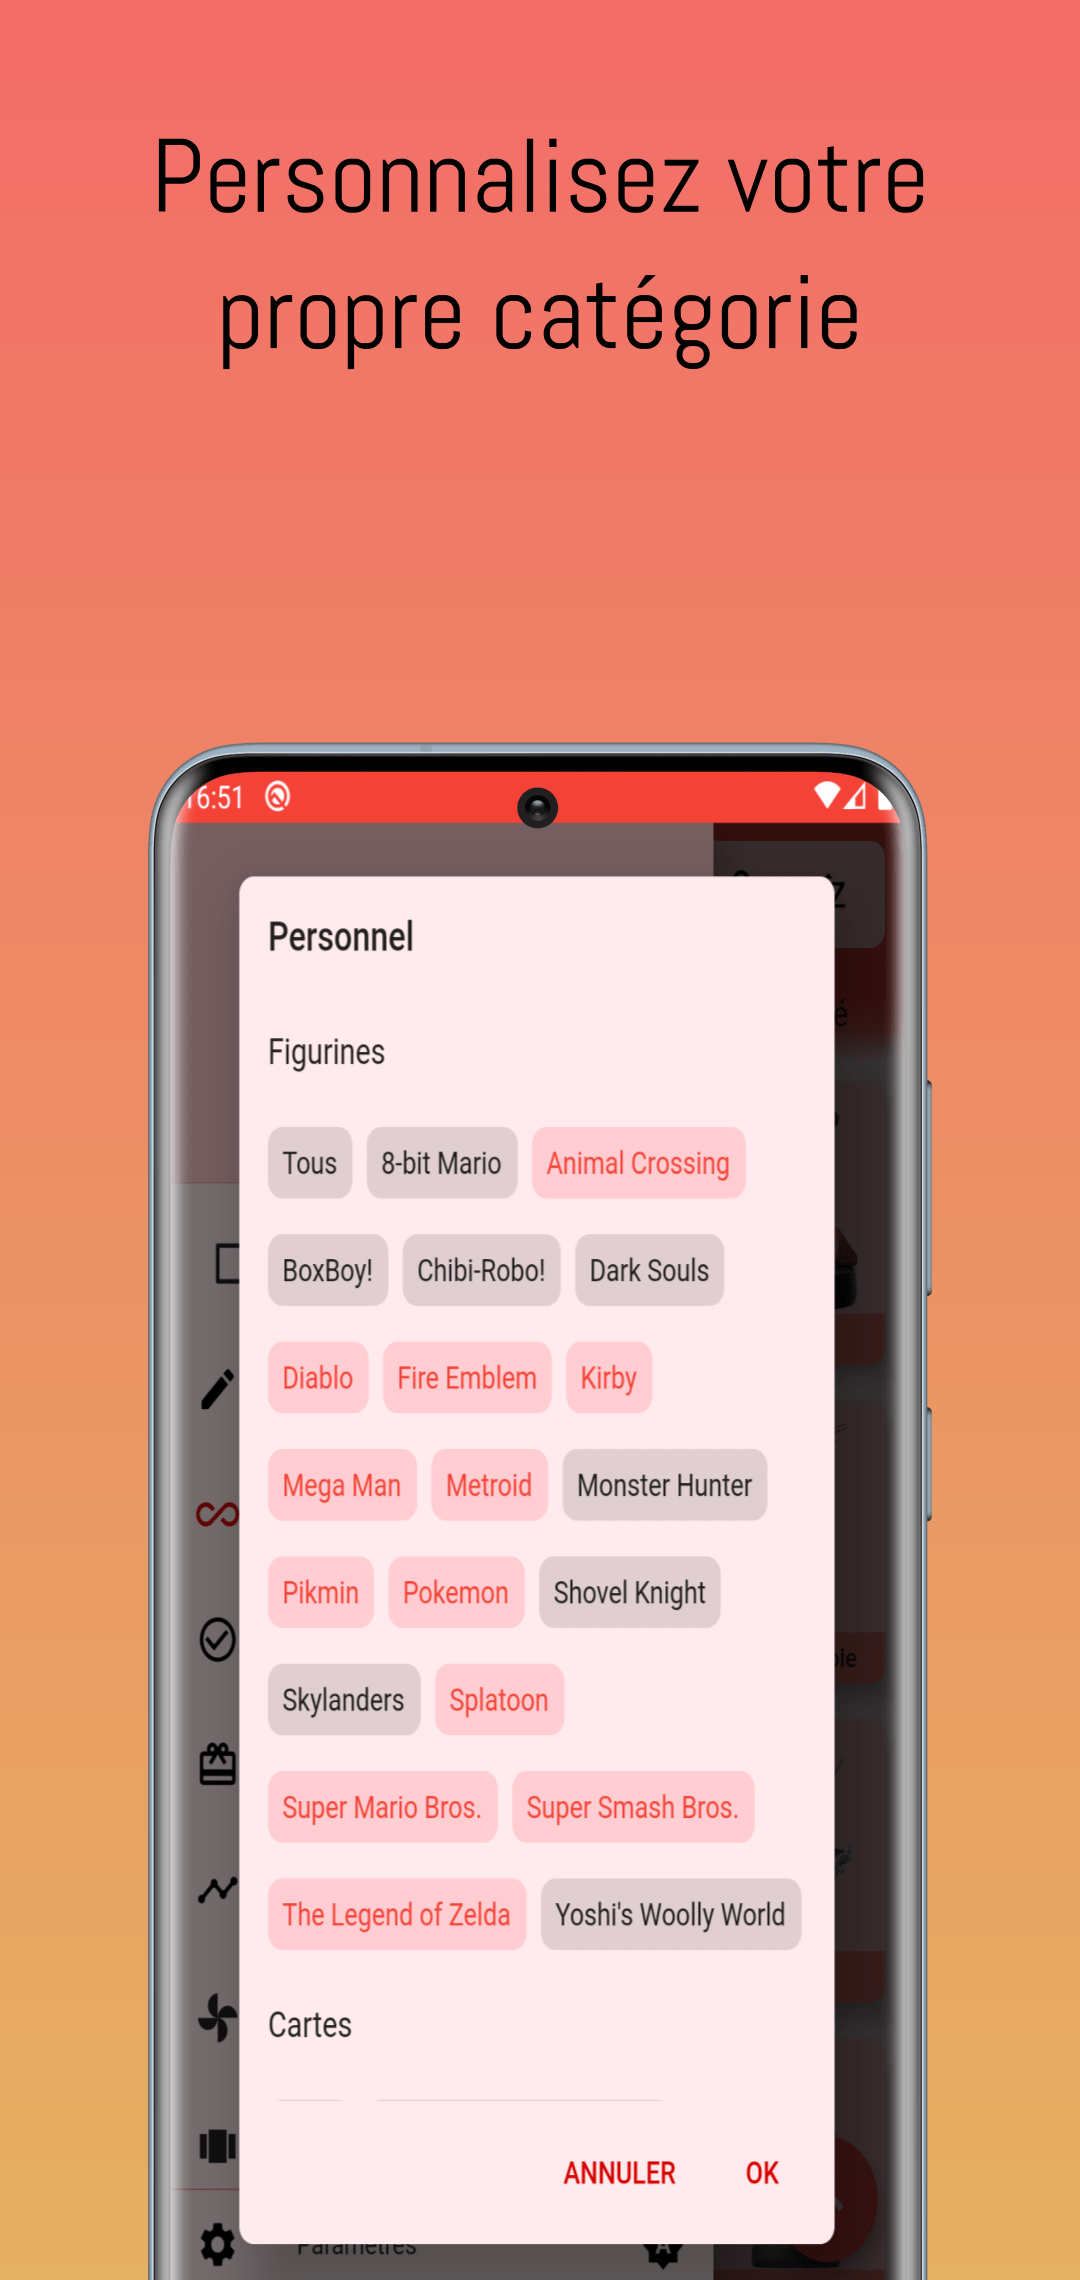 Personnalisez votre
propre catégorie
16:51
Personnel
Figurines
Tous 8-bit Mario Animal Crossing
BoxBoy! Chibi-Robo! Dark Souls
Diablo Fire Emblem Kirby
Mega Man Metroid Monster Hunter
Pikmin Pokemon Shovel Knight
Skylanders Splatoon
Super Mario Bros. Super Smash Bros.
The Legend of Zelda Yoshi's Woolly World
Cartes
ANNULER OK
Paramètres A